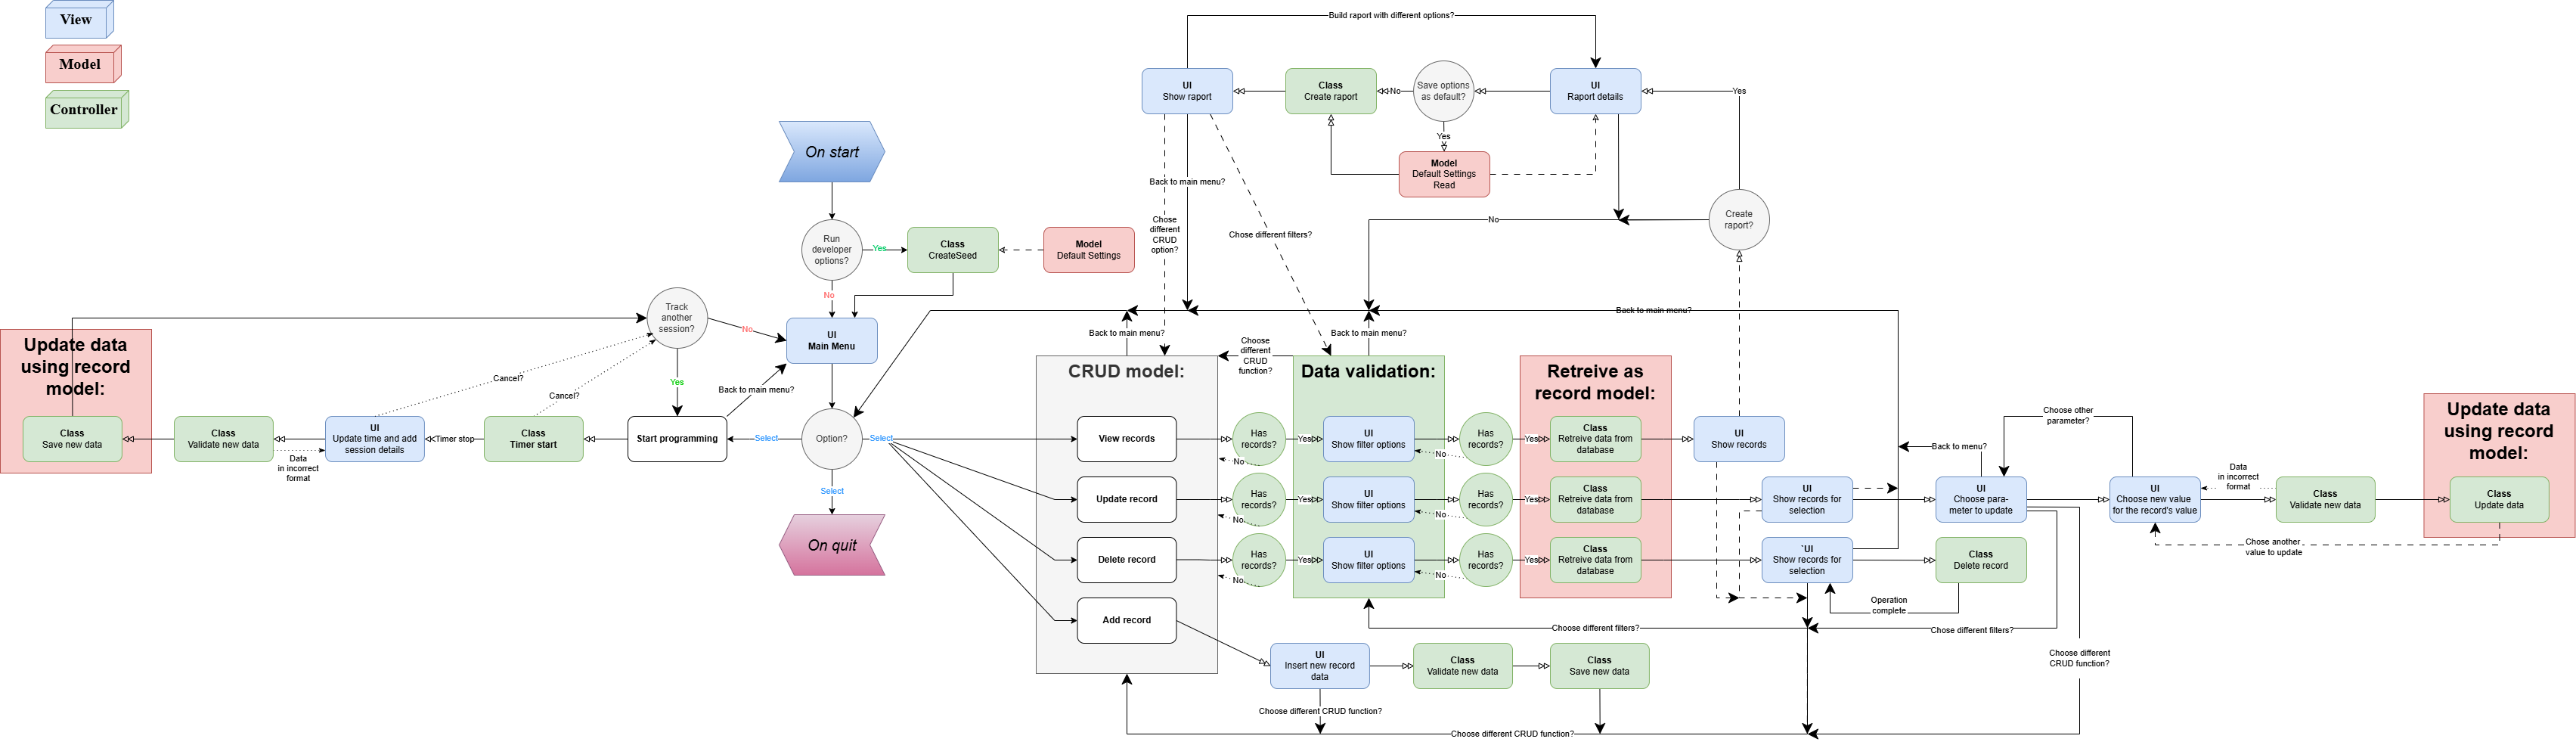 View
Model
Controller
Build raport with different options?
UI
Show raport
Class
Create raport
No
Save options
as default?
UI
Raport details
Yes
Yes
Model
Default Settings
Read
On start
Back to main menu?
Chose
different
CRUD
option?
Chose different filters?
No
Create
raport?
Run
developer
options?
Yes
Class
CreateSeed
Model
Default Settings
No
Track
another
session?
No
UI
Main Menu
Back to main menu?
Back to main menu?
Back to main menu?
Update data
using record
model:
Cancel?
Cancel?
Yes
Back to main menu?
Choose
different
CRUD
function?
CRUD model:
Data validation:
Retreive as
record model:
Update data
using record
model:
Class
Save new data
Class
Validate new data
Data
in incorrect
format
UI
Update time and add
session details
Timer stop
Class
Timer start
Start programming
Select
Option?
Select
Select
On quit
View records
Has
records?
No
Yes
UI
Show filter options
Has
records?
No
Yes
Class
Retreive data from
database
UI
Show records
Update record
Has
records?
No
Yes
UI
Show filter options
Has
records?
No
Yes
Class
Retreive data from
database
UI
Show records for
selection
Back to menu?
Choose other
parameter?
UI
Choose para-
meter to update
UI
Choose new value
for the record's value
Data
in incorrect
format
Class
Validate new data
Class
Update data
Chose another
value to update
Delete record
Has
records?
No
Yes
UI
Show filter options
Has
records?
No
Yes
Class
Retreive data from
database
`UI
Show records for
selection
Class
Delete record
Operation
complete
Add record
Choose different filters?
Chose different filters?
Choose different
CRUD function?
UI
Insert new record
data
Class
Validate new data
Class
Save new data
Choose different CRUD function?
Choose different CRUD function?